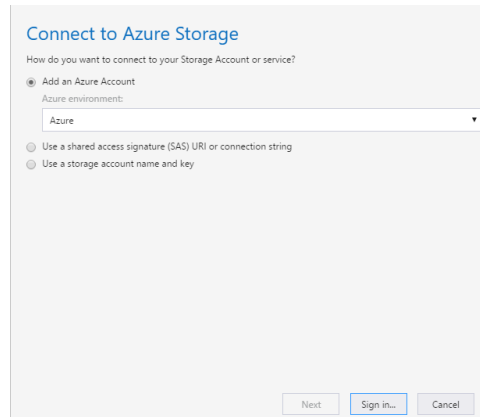 Connect to Azure Storage
How do you want to connect to your Storage Account or service?
Add an Azure Account
Azure environment:
Azure
Use a shared access signature (SAS) URI or connection string
Use a storage account name and key
Next
Sign in...
Cancel